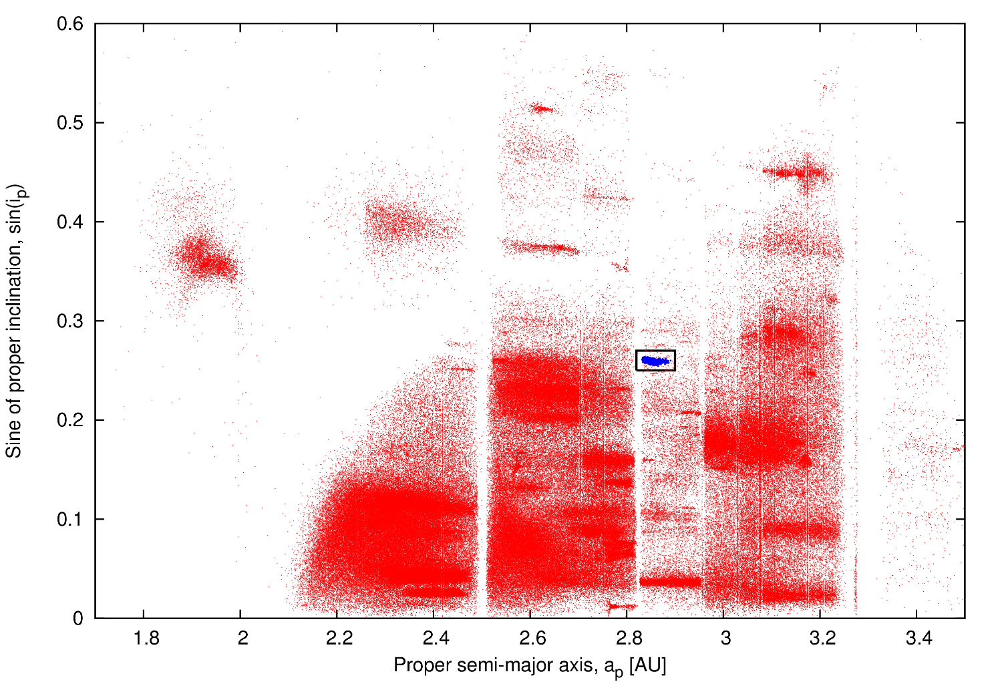 0.6
0.5
0.4
0.3
0.2
0.1
0
Sine of proper inclination, sin(i_p)
1.8 2 2.2 2.4 2.6 2.8 3 3.2 3.4
Proper semi-major axis, a_p [AU]